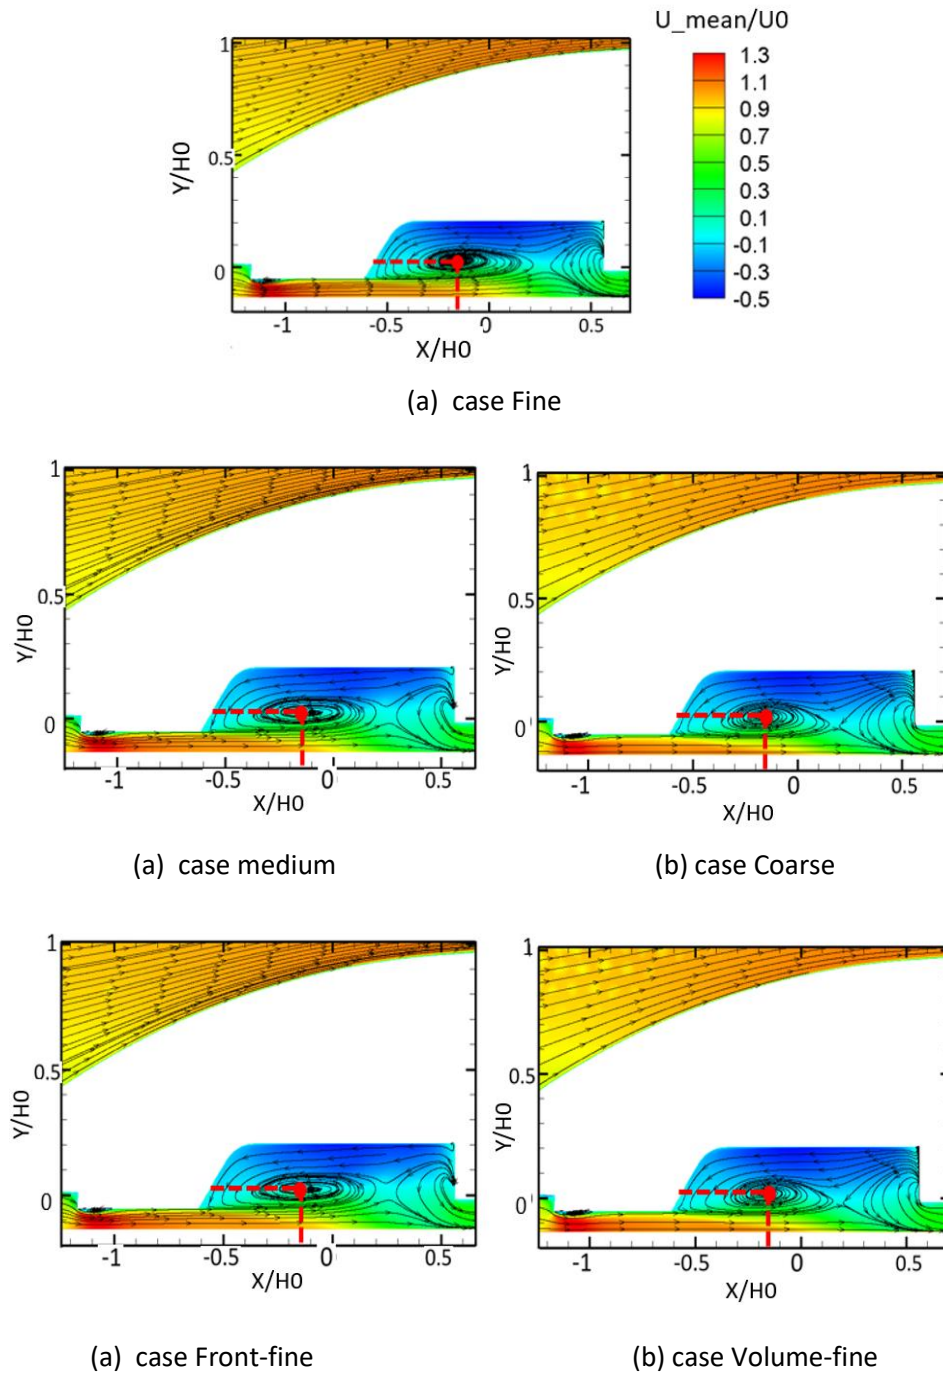 U_mean/U0
1.3
1.1
0.9
0.7
0.5
0.3
0.1
-0.1
-0.3
-0.5
1
0.5
0
Y/H0
-1 -0.5 0 0.5
X/H0
(a) case Fine
1
0.5
0
Y/H0
-1 -0.5 0 0.5
X/H0
(a) case medium
1
0.5
0
Y/H0
-1 -0.5 0 0.5
X/H0
(b) case Coarse
1
0.5
0
Y/H0
-1 -0.5 0 0.5
X/H0
(a) case Front-fine
1
0.5
0
Y/H0
-1 -0.5 0 0.5
X/H0
(b) case Volume-fine